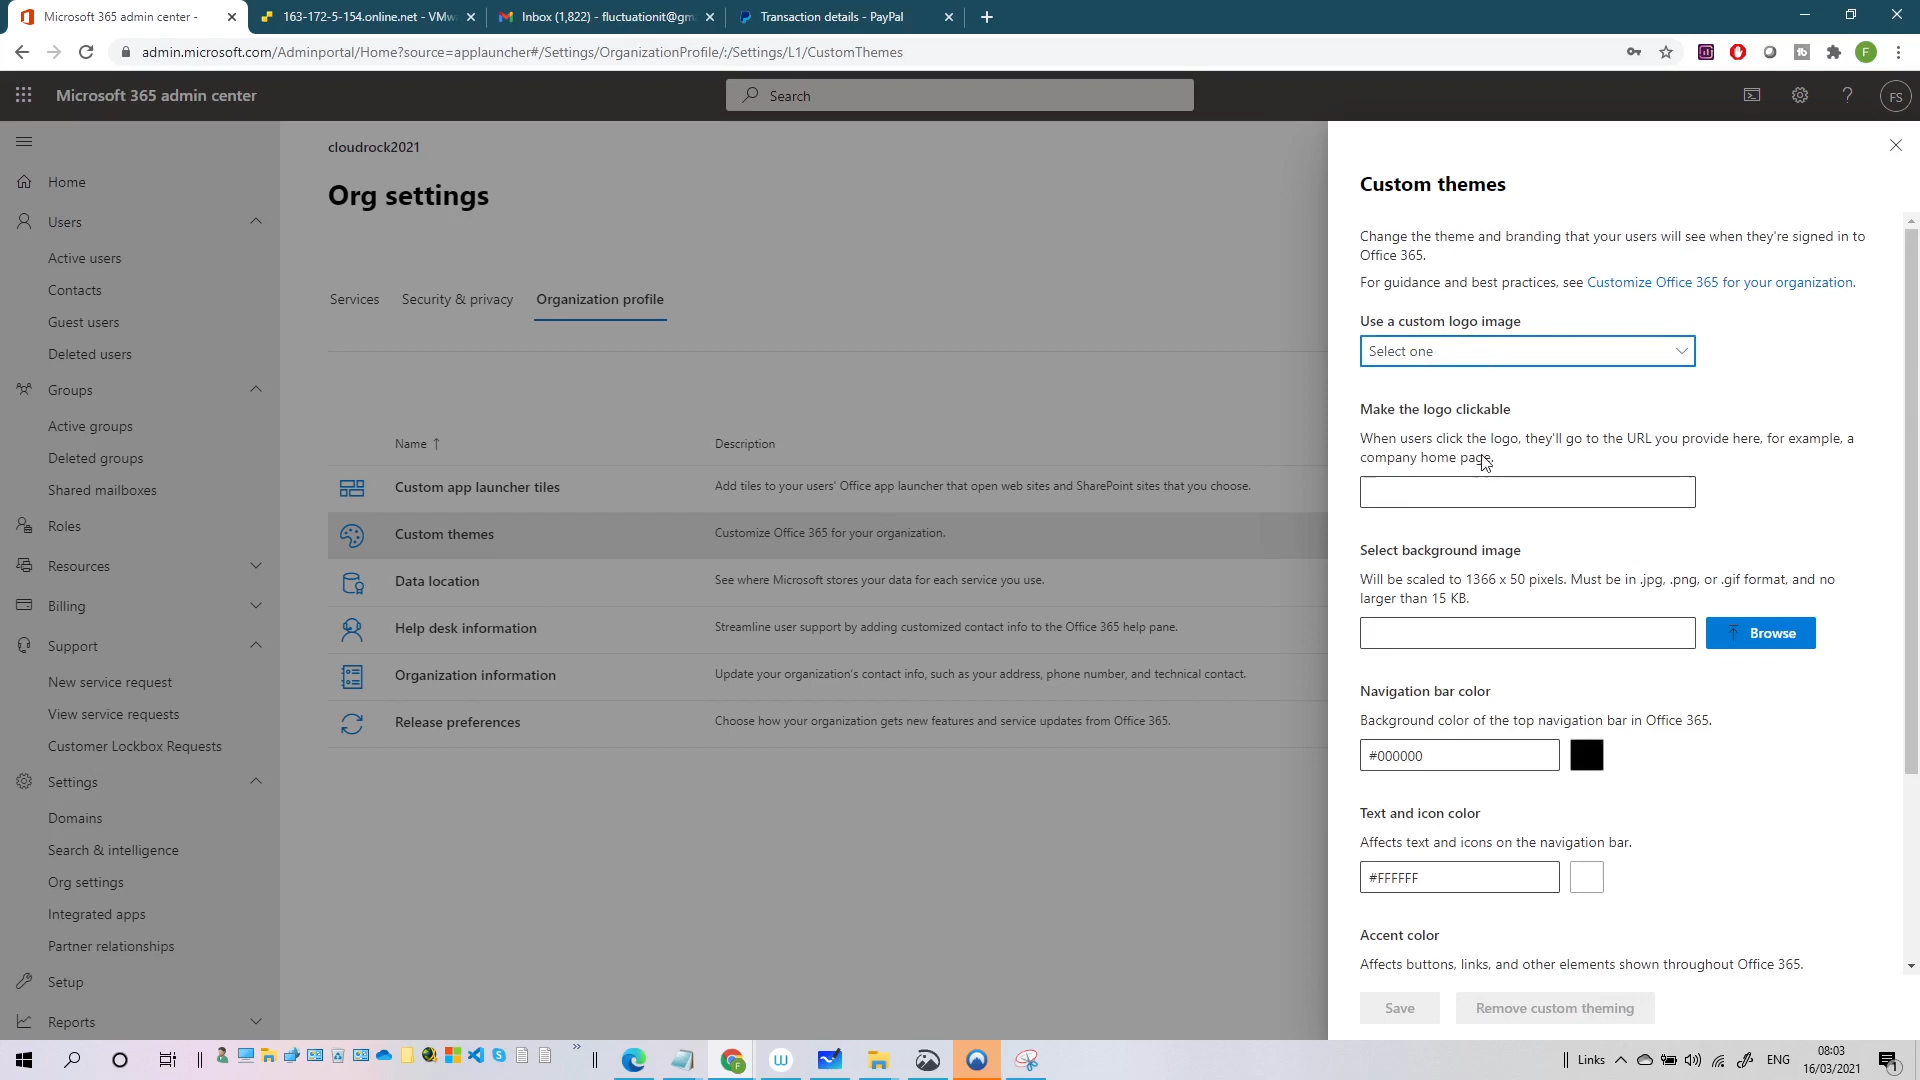 Microsoft 365 admin center -
163-172-5-154.online.net - VMw
Inbox (1,822) - fluctuationit@gm
Transaction details - PayPal
admin.microsoft.com/Adminportal/Home?source=applauncher#/Settings/OrganizationProfile/:/Settings/L1/CustomThemes
F
Microsoft 365 admin center
Search
FS
Home
Users
Active users
Contacts
Guest users
Deleted users
Groups
Active groups
Deleted groups
Shared mailboxes
Roles
Resources
Billing
Support
New service request
View service requests
Customer Lockbox Requests
Settings
Domains
Search & intelligence
Org settings
Integrated apps
Partner relationships
Setup
Reports
cloudrock2021
Org settings
Services
Security & privacy
Organization profile
Name ↑
Description
Custom app launcher tiles
Add tiles to your users' Office app launcher that open web sites and SharePoint sites that you choose.
Custom themes
Customize Office 365 for your organization.
Data location
See where Microsoft stores your data for each service you use.
Help desk information
Streamline user support by adding customized contact info to the Office 365 help pane.
Organization information
Update your organization's contact info, such as your address, phone number, and technical contact.
Release preferences
Choose how your organization gets new features and service updates from Office 365.
Custom themes
Change the theme and branding that your users will see when they're signed in to
Office 365.
For guidance and best practices, see Customize Office 365 for your organization.
Use a custom logo image
Select one
Make the logo clickable
When users click the logo, they'll go to the URL you provide here, for example, a
company home page.
Select background image
Will be scaled to 1366 x 50 pixels. Must be in .jpg, .png, or .gif format, and no
larger than 15 KB.
Browse
Navigation bar color
Background color of the top navigation bar in Office 365.
#000000
Text and icon color
Affects text and icons on the navigation bar.
#FFFFFF
Accent color
Affects buttons, links, and other elements shown throughout Office 365.
Save
Remove custom theming
Links
ENG
08:03
16/03/2021
1